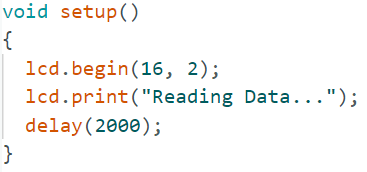 void setup()
{
  lcd.begin(16, 2);
  lcd.print("Reading Data...");
  delay(2000);
}